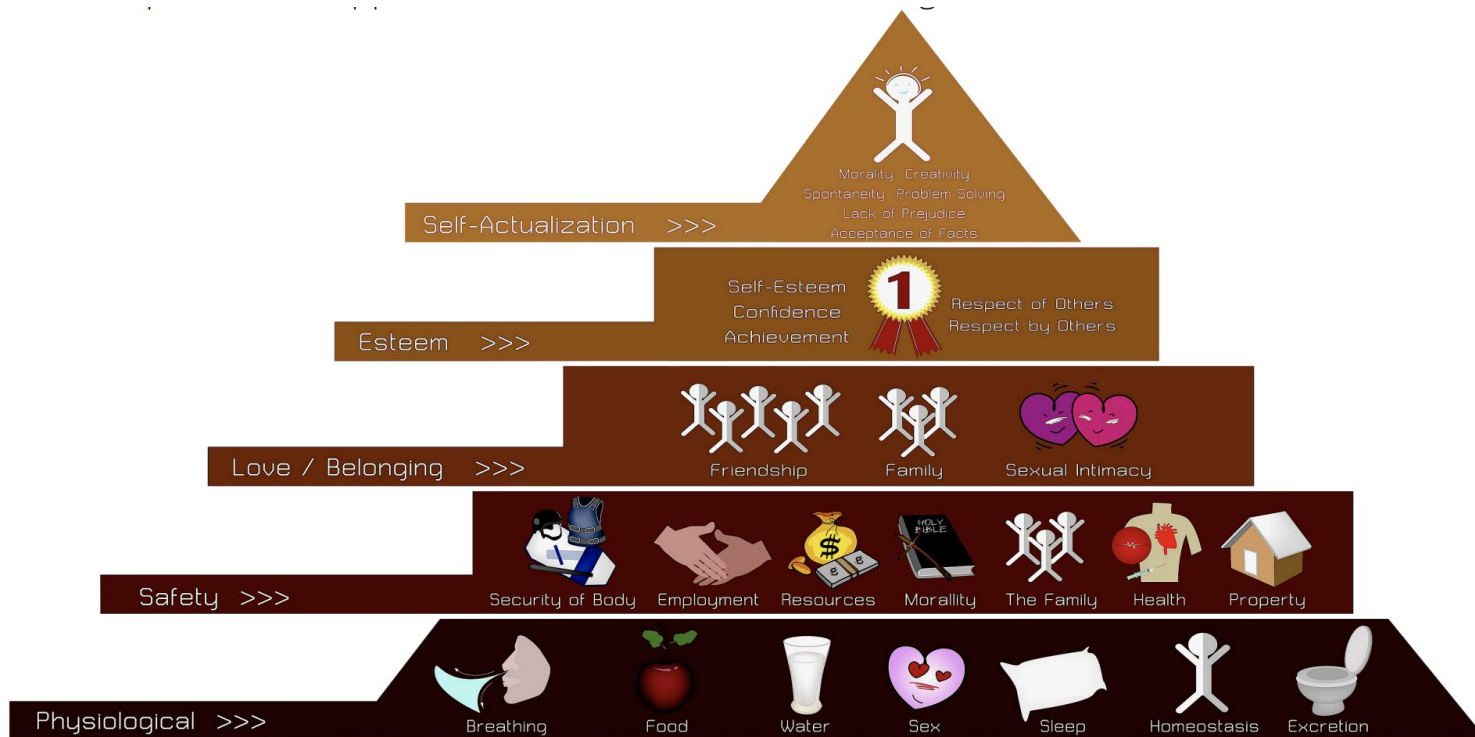 Morality Creativity
Spontaneity Problem Solving
Lack of Prejudice
Acceptance of Facts
Self-Actualization >>>
Self-Esteem
Confidence
Achievement
1
Respect of Others
Respect by Others
Esteem >>>
Friendship Family Sexual Intimacy
Love / Belonging >>>
HOLY
BIBLE
$
Security of Body Employment Resources Morallity The Family Health Property
Safety >>>
Breathing Food Water Sex Sleep Homeostasis Excretion
Physiological >>>